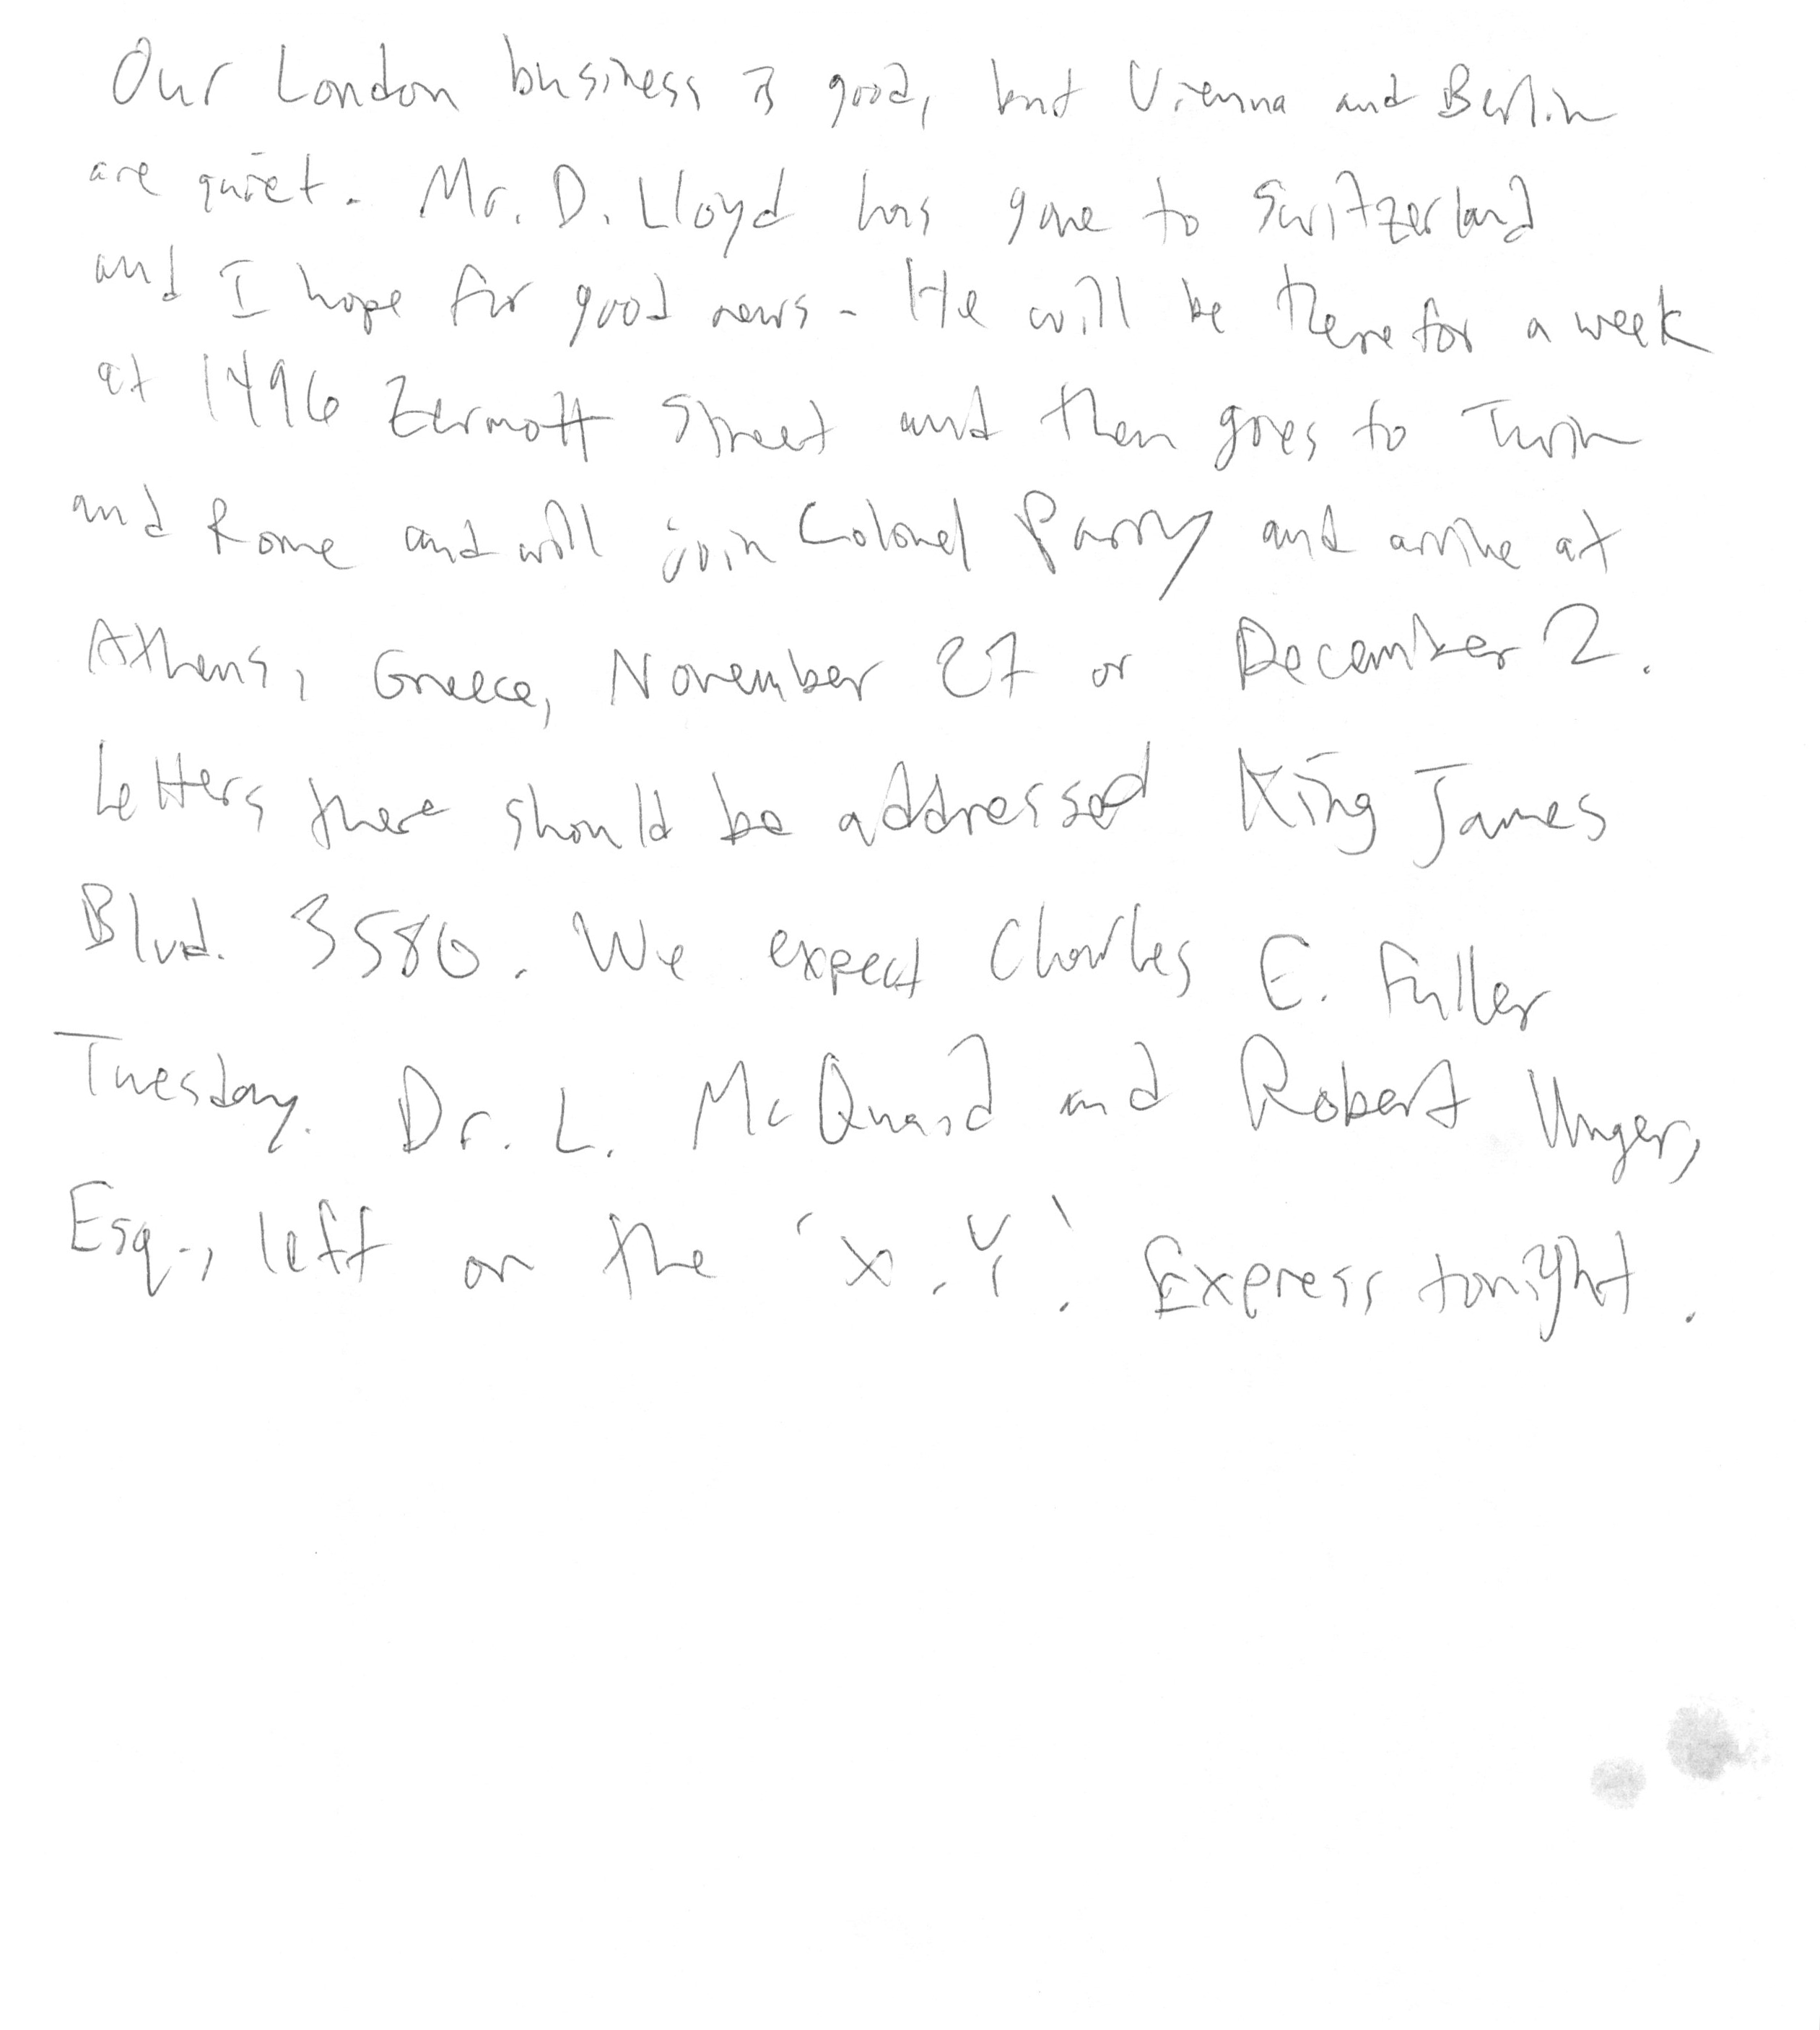 Our London business is good, but Vienna and Berlin
are quiet. Mr. D. Lloyd has gone to Switzerland
and I hope for good news. He will be there for a week
at 1496 Zermott Street and then goes to Turin
and Rome and will join Colonel Parry and arrive at
Athens, Greece, November 27 or December 2.
Letters there should be addressed King James
Blvd. 3580. We expect Charles E. Fuller
Tuesday. Dr. L. McQuaid and Robert Unger,
Esq., left on the 'X.Y.' Express tonight.